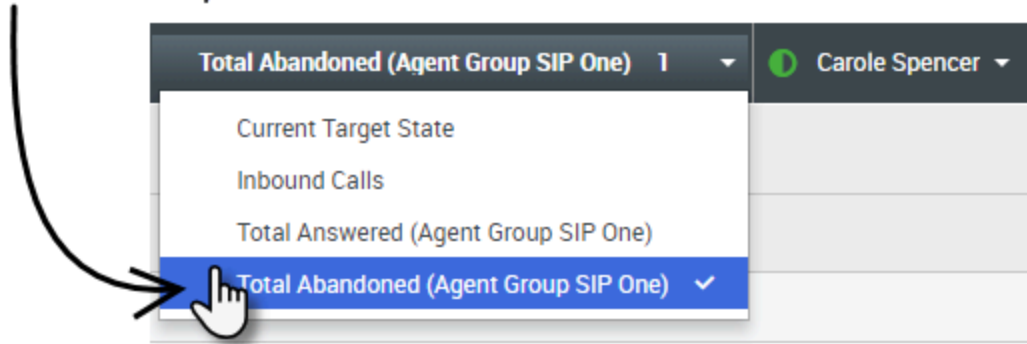 Total Abandoned (Agent Group SIP One) 1
Carole Spencer
Current Target State
Inbound Calls
Total Answered (Agent Group SIP One)
Total Abandoned (Agent Group SIP One)